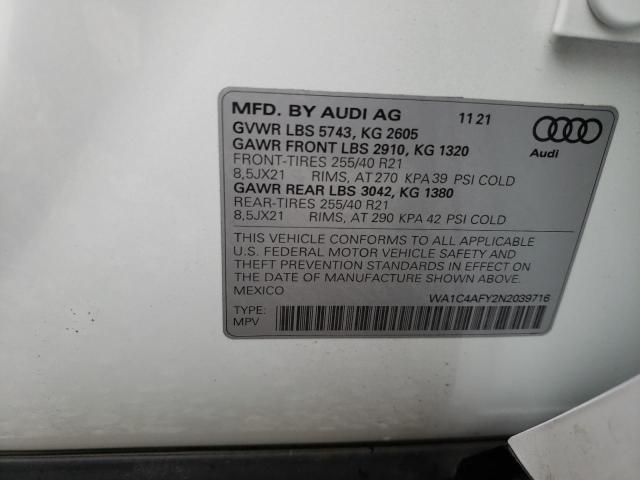 MFD. BY AUDI AG 11 21
GVWR LBS 5743, KG 2605
GAWR FRONT LBS 2910, KG 1320
FRONT-TIRES 255/40 R21
8,5JX21 RIMS, AT 270 KPA 39 PSI COLD
GAWR REAR LBS 3042, KG 1380
REAR-TIRES 255/40 R21
8,5JX21 RIMS, AT 290 KPA 42 PSI COLD
Audi
THIS VEHICLE CONFORMS TO ALL APPLICABLE
U.S. FEDERAL MOTOR VEHICLE SAFETY AND
THEFT PREVENTION STANDARDS IN EFFECT ON
THE DATE OF MANUFACTURE SHOWN ABOVE.
MEXICO
WA1C4AFY2N2039716
TYPE:
MPV